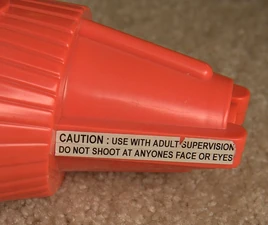 CAUTION : USE WITH ADULT SUPERVISION
DO NOT SHOOT AT ANYONES FACE OR EYES